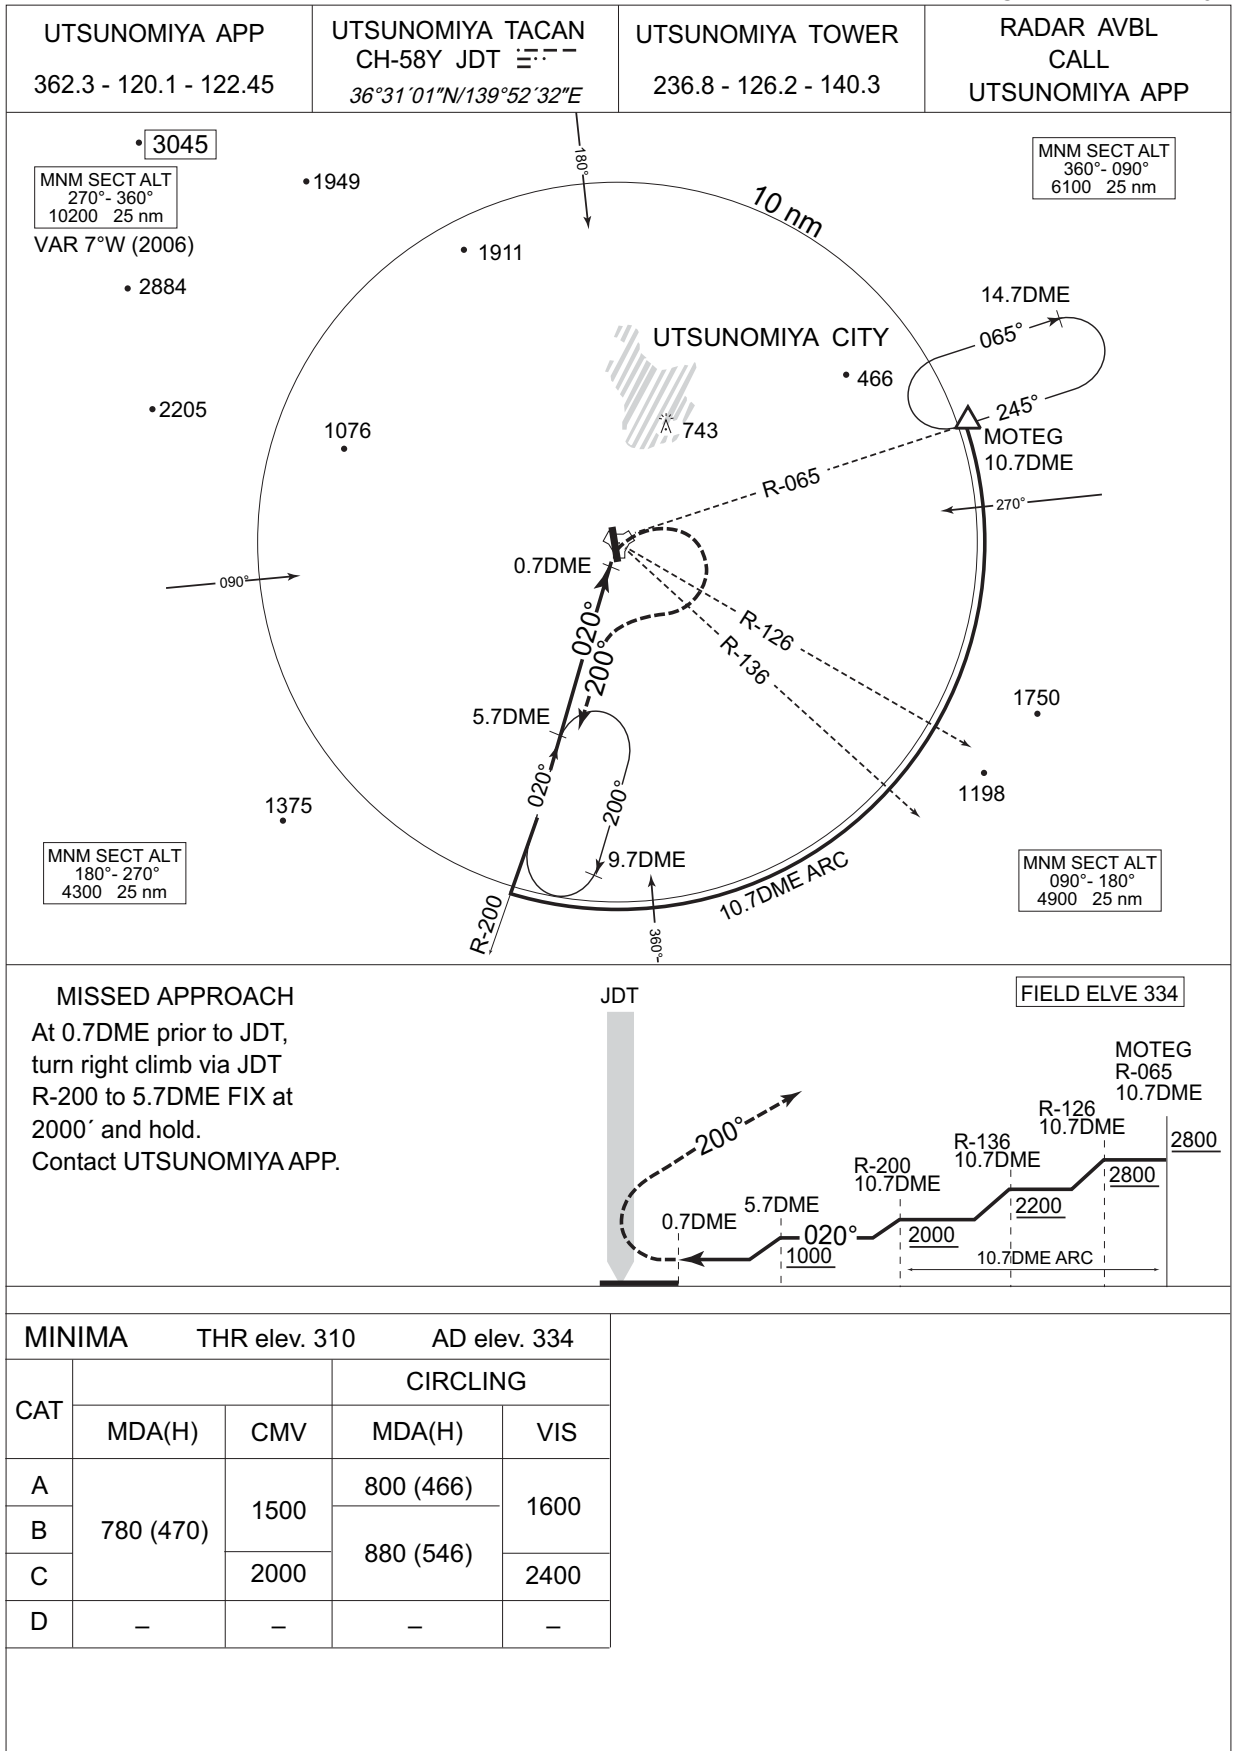 UTSUNOMIYA APP
362.3 - 120.1 - 122.45
UTSUNOMIYA TACAN
CH-58Y JDT
36°31´01"N/139°52´32"E
UTSUNOMIYA TOWER
236.8 - 126.2 - 140.3
RADAR AVBL
CALL
UTSUNOMIYA APP
3045
MNM SECT ALT
270°- 360°
10200 25 nm
VAR 7°W (2006)
1949
1911
2884
2205
1076
180°
10 nm
MNM SECT ALT
360°- 090°
6100 25 nm
14.7DME
065°
245°
UTSUNOMIYA CITY
466
743
MOTEG
10.7DME
R-065
270°
0.7DME
090°
020°
200°
R-126
R-136
5.7DME
1750
1198
020°
200°
1375
9.7DME
10.7DME ARC
R-200
360°
MNM SECT ALT
180°- 270°
4300 25 nm
MNM SECT ALT
090°- 180°
4900 25 nm
MISSED APPROACH
At 0.7DME prior to JDT,
turn right climb via JDT
R-200 to 5.7DME FIX at
2000´ and hold.
Contact UTSUNOMIYA APP.
JDT
FIELD ELVE 334
MOTEG
R-065
10.7DME
R-126
10.7DME
R-136
10.7DME
R-200
10.7DME
5.7DME
0.7DME
200°
020°
2800
2800
2200
2000
1000
10.7DME ARC
MINIMA THR elev. 310 AD elev. 334
CAT
CIRCLING
MDA(H) CMV MDA(H) VIS
A
B
C
D
780 (470)
1500
2000
800 (466)
880 (546)
1600
2400
– – – –